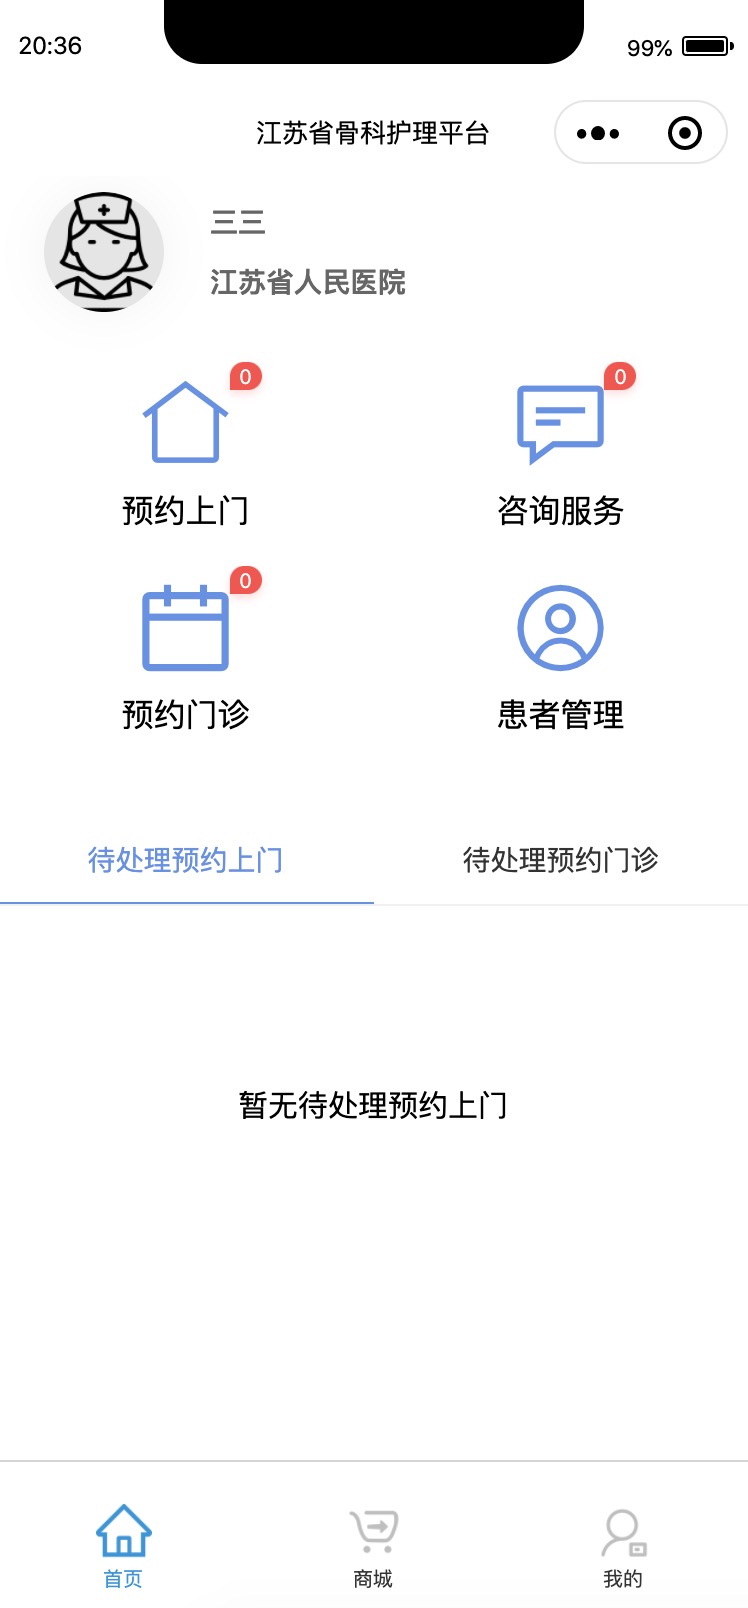 20:36
99%
江苏省骨科护理平台
三三
江苏省人民医院
0
0
预约上门
咨询服务
0
预约门诊
患者管理
待处理预约上门
待处理预约门诊
暂无待处理预约上门
首页
商城
我的